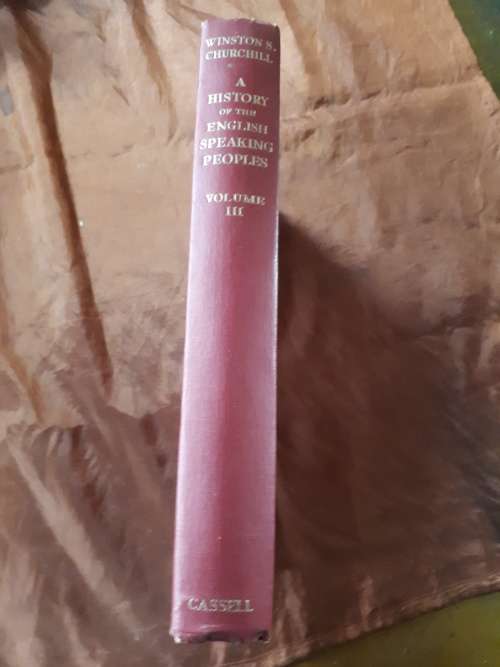 WINSTON S.
CHURCHILL
A
HISTORY
OF THE
ENGLISH
SPEAKING
PEOPLES
VOLUME
III
CASSELL